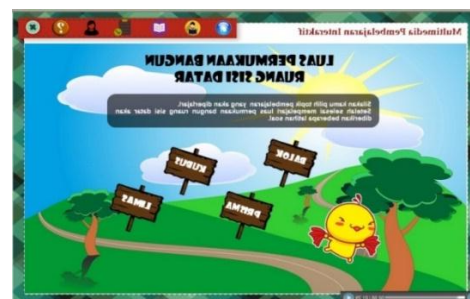 Multimedia Pembelajaran Interaktif
LUAS PERMUKAAN BANGUN
RUANG SISI DATAR
Silakan kamu pilih topik pembelajaran yang akan dipelajari.
Setelah selesai mempelajari luas permukaan bangun ruang sisi datar akan
diberikan beberapa latihan soal.
BALOK
KUBUS
PRISMA
LIMAS